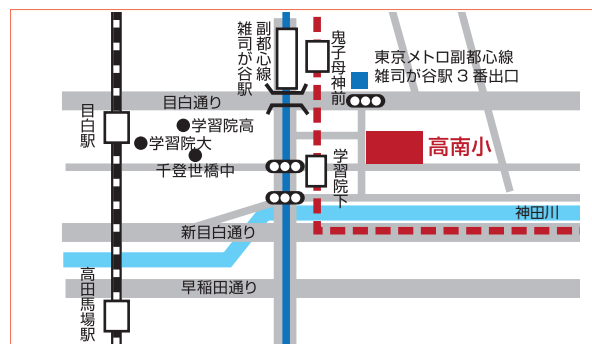 副都心線
雑司が谷駅
鬼子母神前
東京メトロ副都心線
雑司が谷駅 3 番出口
目白通り
目白駅
学習院高
学習院大
千登世橋中
高南小
学習院下
神田川
新目白通り
高田馬場駅
早稲田通り